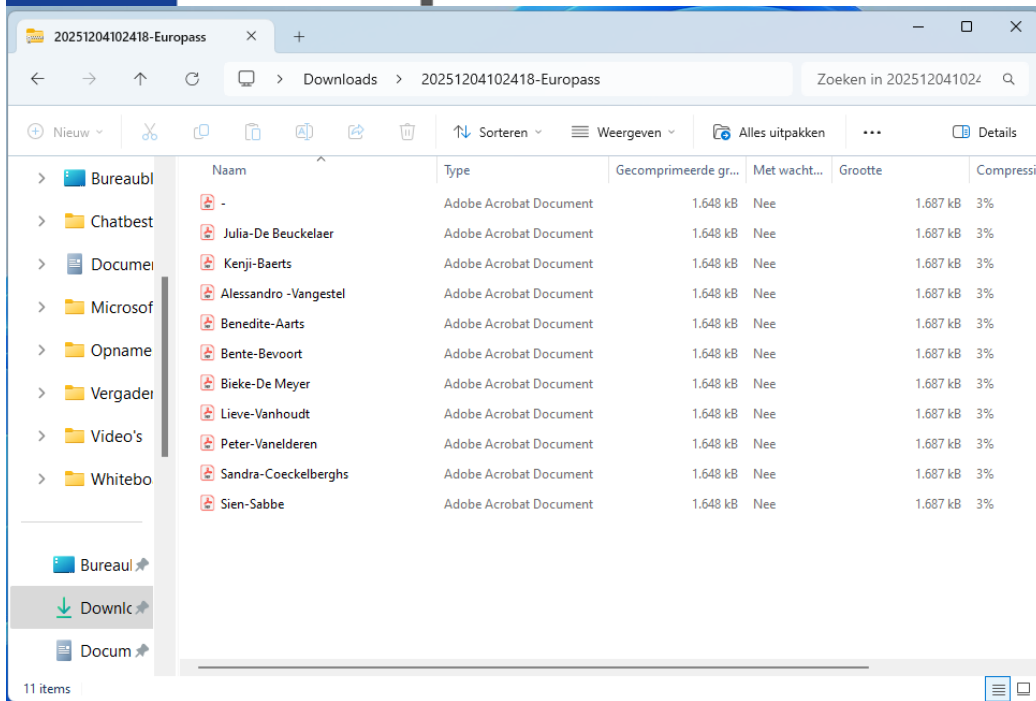 20251204102418-Europass
Downloads > 20251204102418-Europass
Zoeken in 20251204102
Nieuw
Sorteren
Weergeven
Alles uitpakken
Details
Naam Type Gecomprimeerde gr... Met wacht... Grootte Compressi
- Adobe Acrobat Document 1.648 kB Nee 1.687 kB 3%
Julia-De Beuckelaer Adobe Acrobat Document 1.648 kB Nee 1.687 kB 3%
Kenji-Baerts Adobe Acrobat Document 1.648 kB Nee 1.687 kB 3%
Alessandro -Vangestel Adobe Acrobat Document 1.648 kB Nee 1.687 kB 3%
Benedite-Aarts Adobe Acrobat Document 1.648 kB Nee 1.687 kB 3%
Bente-Bevoort Adobe Acrobat Document 1.648 kB Nee 1.687 kB 3%
Bieke-De Meyer Adobe Acrobat Document 1.648 kB Nee 1.687 kB 3%
Lieve-Vanhoudt Adobe Acrobat Document 1.648 kB Nee 1.687 kB 3%
Peter-Vanelderen Adobe Acrobat Document 1.648 kB Nee 1.687 kB 3%
Sandra-Coeckelberghs Adobe Acrobat Document 1.648 kB Nee 1.687 kB 3%
Sien-Sabbe Adobe Acrobat Document 1.648 kB Nee 1.687 kB 3%
Bureaubl
Chatbest
Documei
Microsof
Opname
Vergader
Video's
Whitebo
Bureaul
Downlc
Docum
11 items